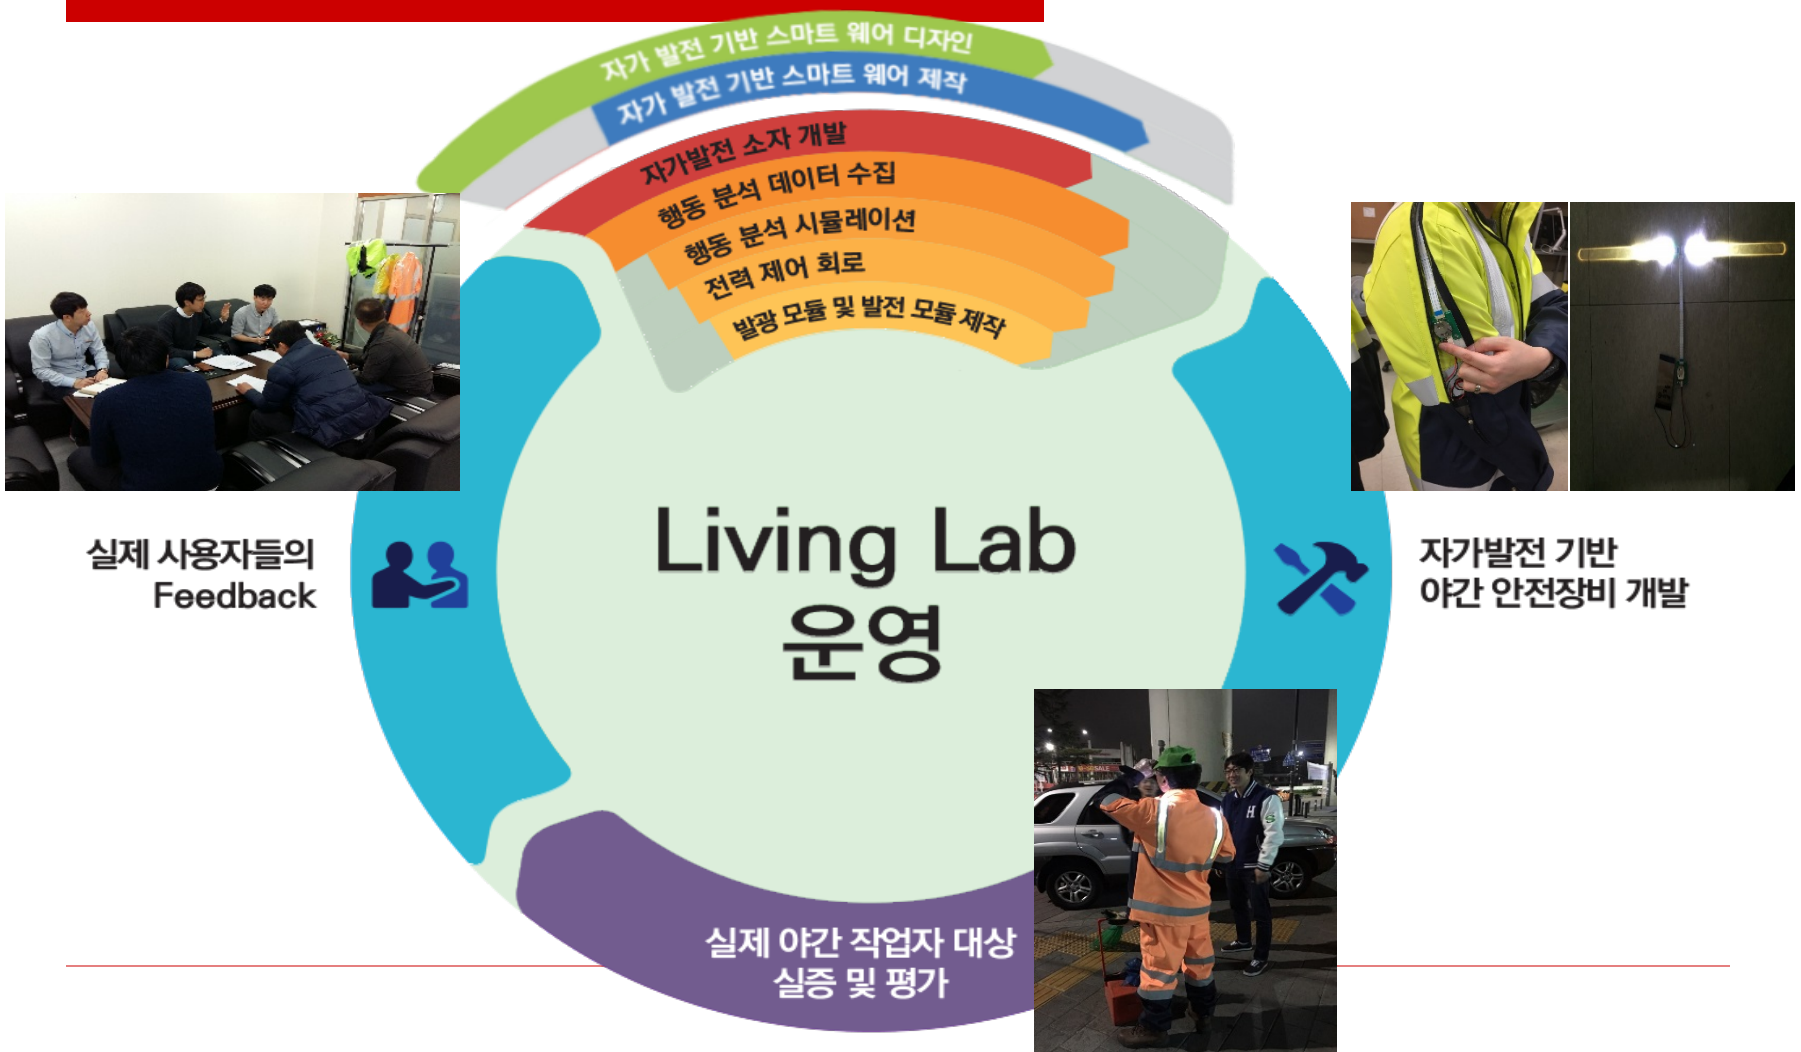 자가 발전 기반 스마트 웨어 디자인
자가 발전 기반 스마트 웨어 제작
자가발전 소자 개발
행동 분석 데이터 수집
행동 분석 시뮬레이션
전력 제어 회로
발광 모듈 및 발전 모듈 제작
실제 사용자들의
Feedback
Living Lab
운영
자가발전 기반
야간 안전장비 개발
실제 야간 작업자 대상
실증 및 평가
SALE
H
S